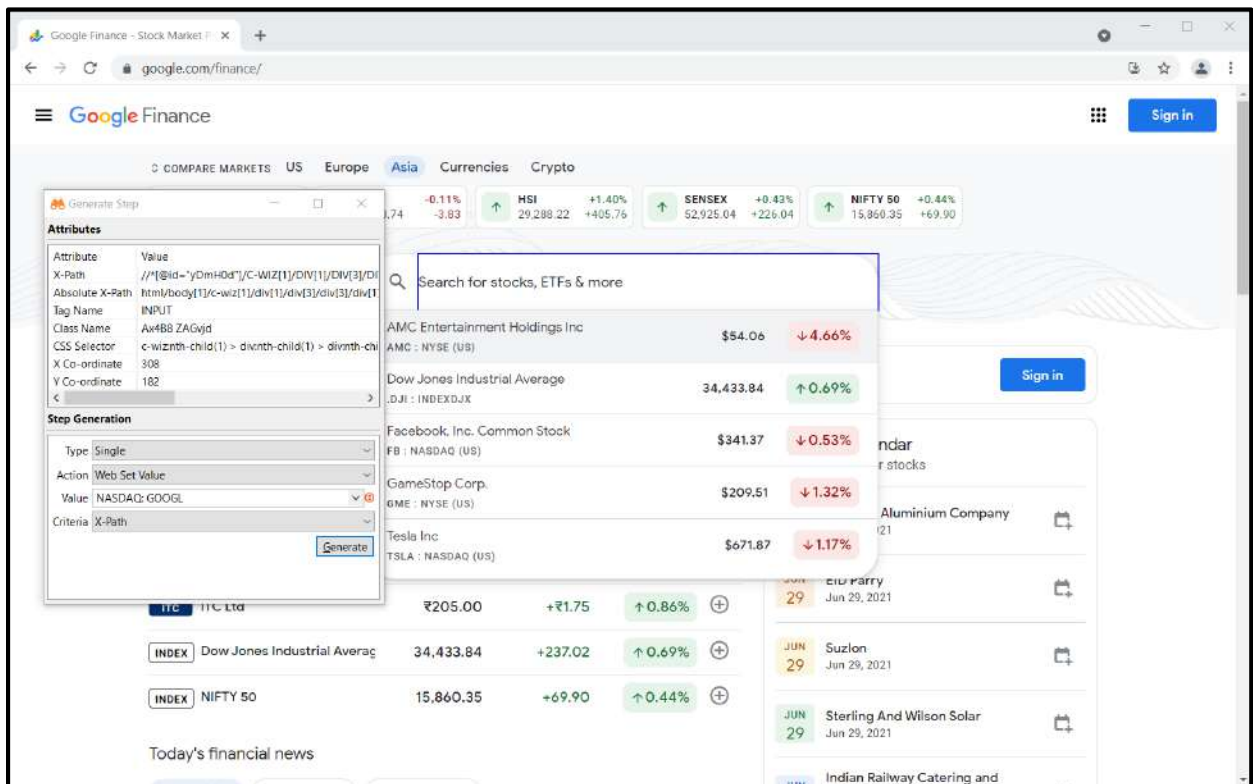 Google Finance - Stock Market P
google.com/finance/
Google Finance
Sign in
COMPARE MARKETS US Europe Asia Currencies Crypto
-0.11%
.74 -3.83
HSI +1.40%
29,288.22 +405.76
SENSEX +0.43%
52,925.04 +226.04
NIFTY 50 +0.44%
15,860.35 +69.90
Generate Step
Attributes
Attribute Value
X-Path //*[@id="yDmH0d"]/C-WIZ[1]/DIV[1]/DIV[3]/DI
Absolute X-Path html/body[1]/c-wiz[1]/div[1]/div[3]/div[3]/div[1
Tag Name INPUT
Class Name Ax4B8 ZAGvjd
CSS Selector c-wiz:nth-child(1) > div:nth-child(1) > div:nth-chi
X Co-ordinate 308
Y Co-ordinate 182
Step Generation
Type Single
Action Web Set Value
Value NASDAQ: GOOGL
Criteria X-Path
Generate
Search for stocks, ETFs & more
AMC Entertainment Holdings Inc
AMC : NYSE (US)
$54.06 ↓4.66%
Dow Jones Industrial Average
.DJI : INDEXDJX
34,433.84 ↑0.69%
Facebook, Inc. Common Stock
FB : NASDAQ (US)
$341.37 ↓0.53%
GameStop Corp.
GME : NYSE (US)
$209.51 ↓1.32%
Tesla Inc
TSLA : NASDAQ (US)
$671.87 ↓1.17%
Sign in
ndar
r stocks
Aluminium Company
21
JUN
29
EID Parry
Jun 29, 2021
ITC ITC Ltd ₹205.00 +₹1.75 ↑0.86%
INDEX Dow Jones Industrial Averag 34,433.84 +237.02 ↑0.69%
INDEX NIFTY 50 15,860.35 +69.90 ↑0.44%
JUN
29
Suzlon
Jun 29, 2021
JUN
29
Sterling And Wilson Solar
Jun 29, 2021
Today's financial news
JUN
Indian Railway Catering and